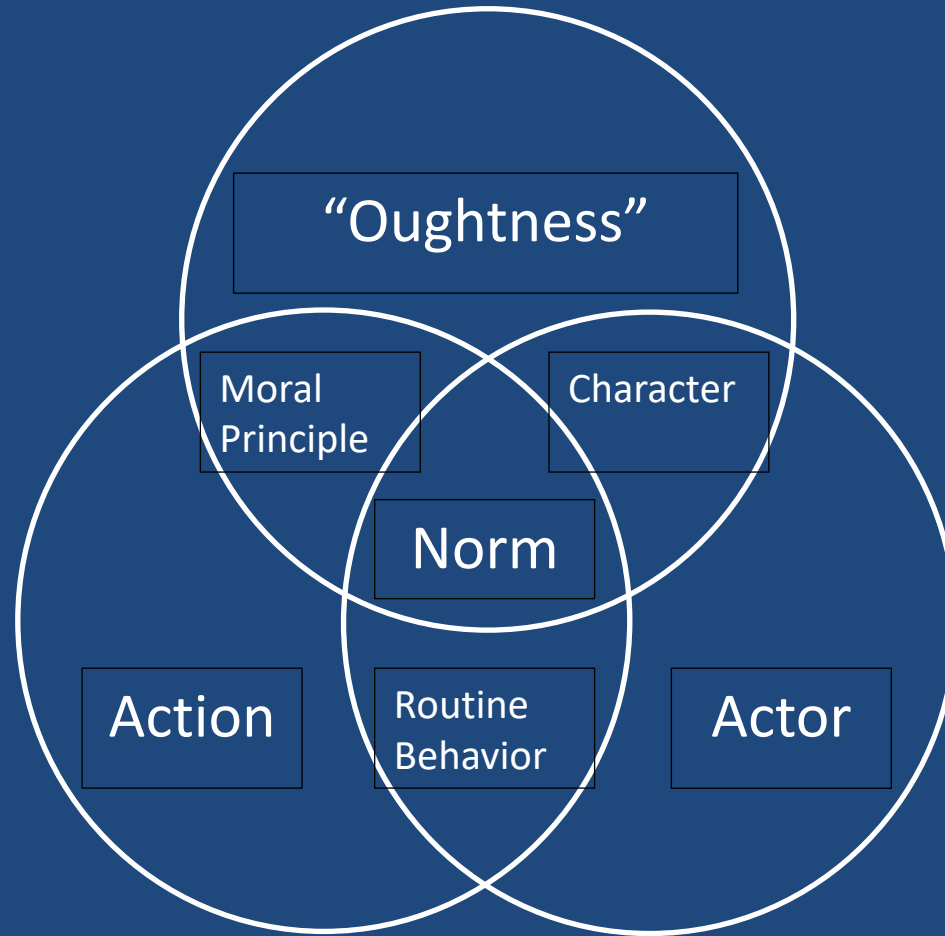 “Oughtness”
Moral
Principle
Character
Norm
Action
Routine
Behavior
Actor